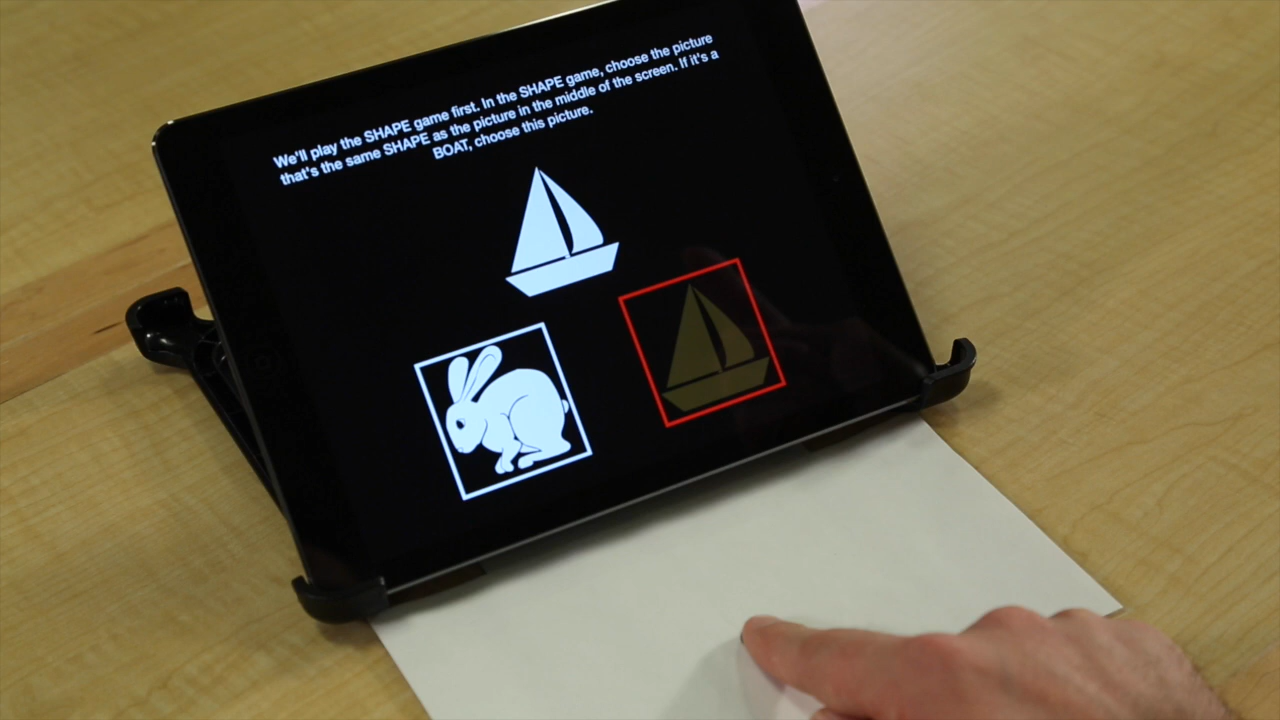 We'll play the SHAPE game first. In the SHAPE game, choose the picture
that's the same SHAPE as the picture in the middle of the screen. If it's a
BOAT, choose this picture.